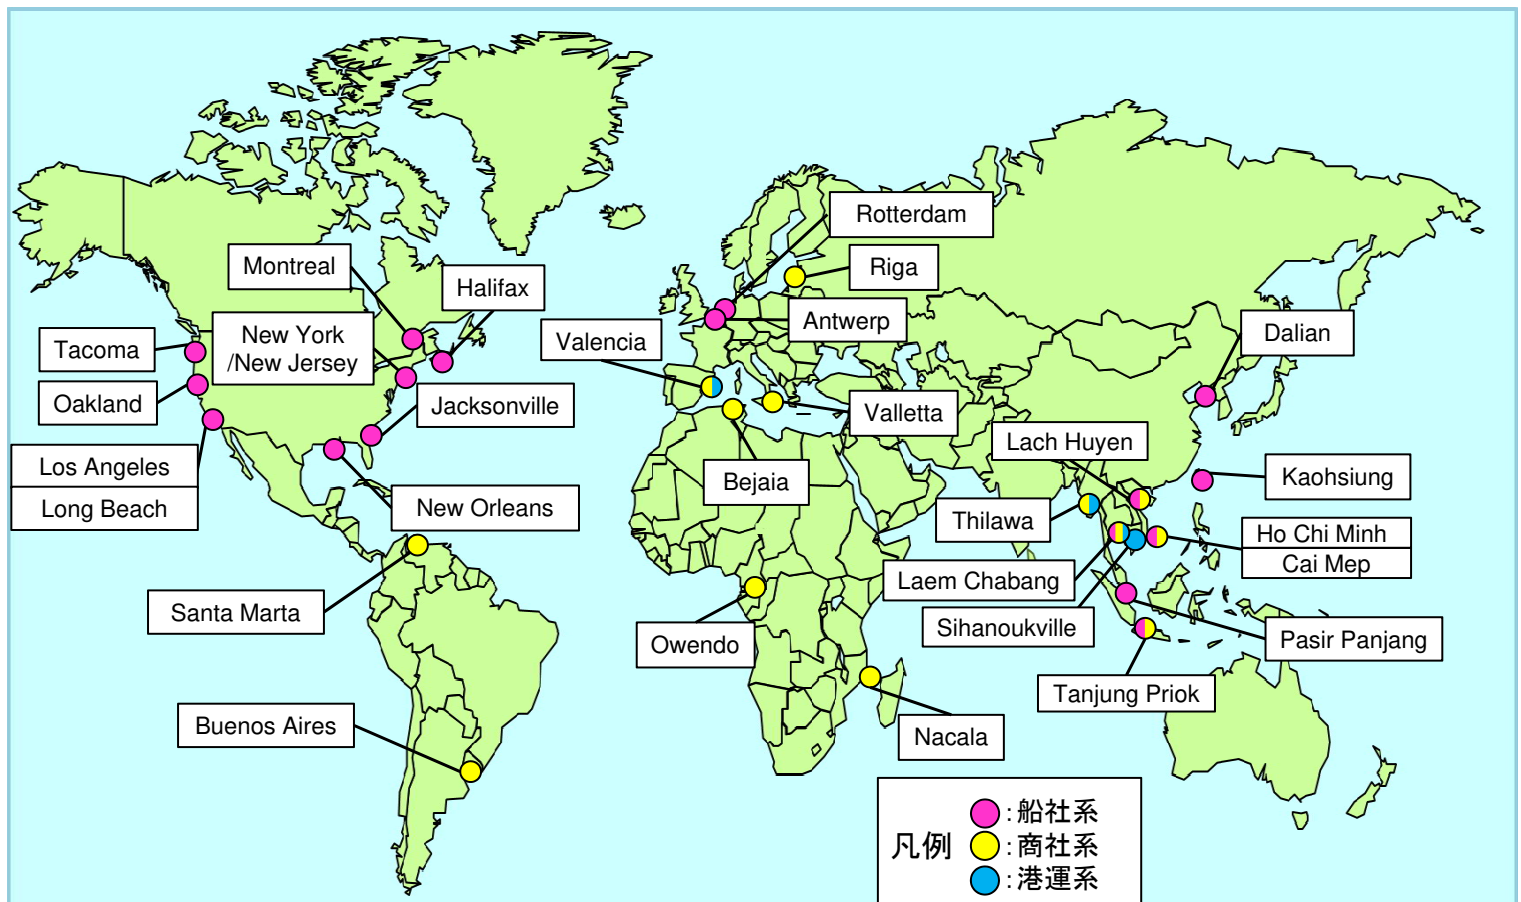 Rotterdam
Riga
Montreal
Halifax
New York
/New Jersey
Antwerp
Valencia
Dalian
Tacoma
Oakland
Jacksonville
Valletta
Lach Huyen
Los Angeles
Long Beach
Bejaia
Kaohsiung
New Orleans
Thilawa
Ho Chi Minh
Cai Mep
Laem Chabang
Santa Marta
Sihanoukville
Owendo
Pasir Panjang
Tanjung Priok
Buenos Aires
Nacala
凡例
:船社系
:商社系
:港運系